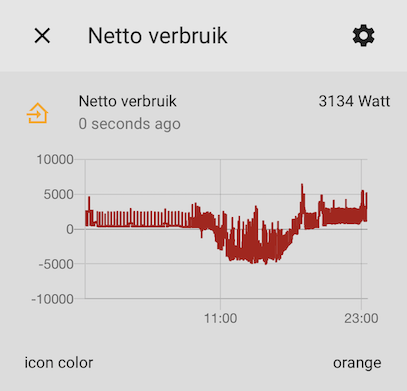 Netto verbruik
Netto verbruik 3134 Watt
0 seconds ago
10000
5000
0
-5000
-10000
11:00 23:00
icon color orange